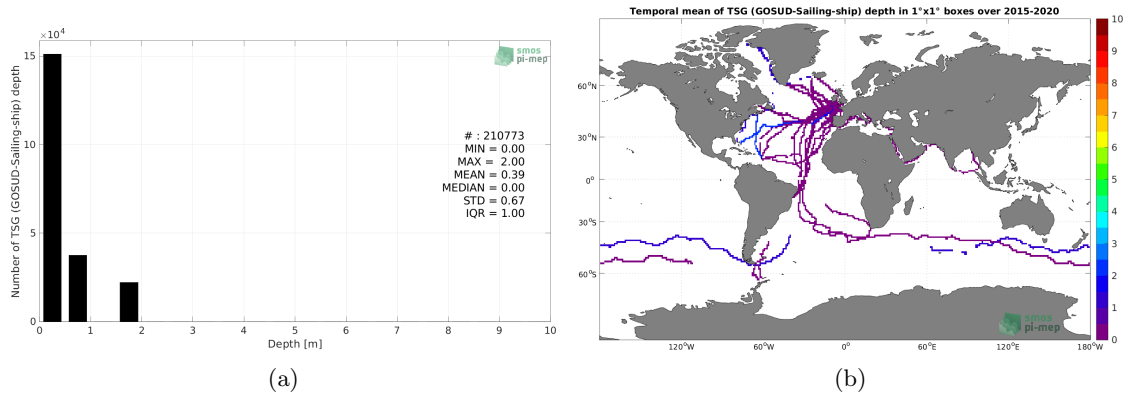 ×10⁴
15
10
5
0
Number of TSG (GOSUD-Sailing-ship) depth
smos
pi-mep
# : 210773
MIN = 0.00
MAX = 2.00
MEAN = 0.39
MEDIAN = 0.00
STD = 0.67
IQR = 1.00
0 1 2 3 4 5 6 7 8 9 10
Depth [m]
(a)
Temporal mean of TSG (GOSUD-Sailing-ship) depth in 1°x1° boxes over 2015-2020
60°N
30°N
0°
30°S
60°S
120°W 60°W 0° 60°E 120°E 180°W
smos
pi-mep
10
9
8
7
6
5
4
3
2
1
0
(b)